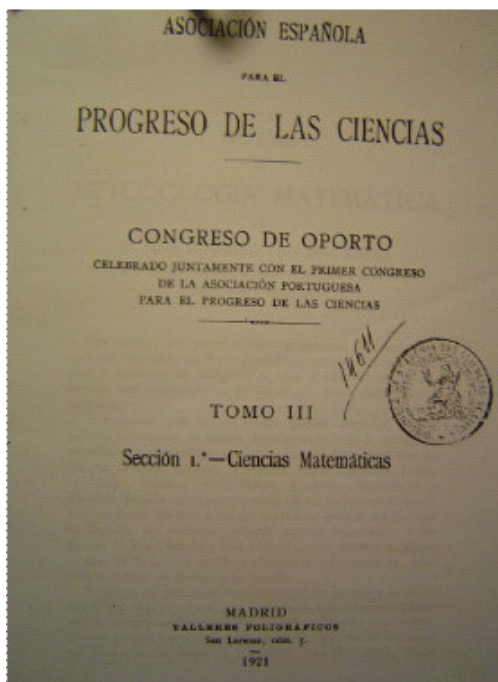 ASOCIACIÓN ESPAÑOLA
PARA EL
PROGRESO DE LAS CIENCIAS
METODOLOGÍA MATEMÁTICA
CONGRESO DE OPORTO
CELEBRADO JUNTAMENTE CON EL PRIMER CONGRESO
DE LA ASOCIACIÓN PORTUGUESA
PARA EL PROGRESO DE LAS CIENCIAS
TOMO III
Sección 1.ª—Ciencias Matemáticas
MADRID
TALLERES POLIGRÁFICOS
San Lorenzo, núm. 5.
1921